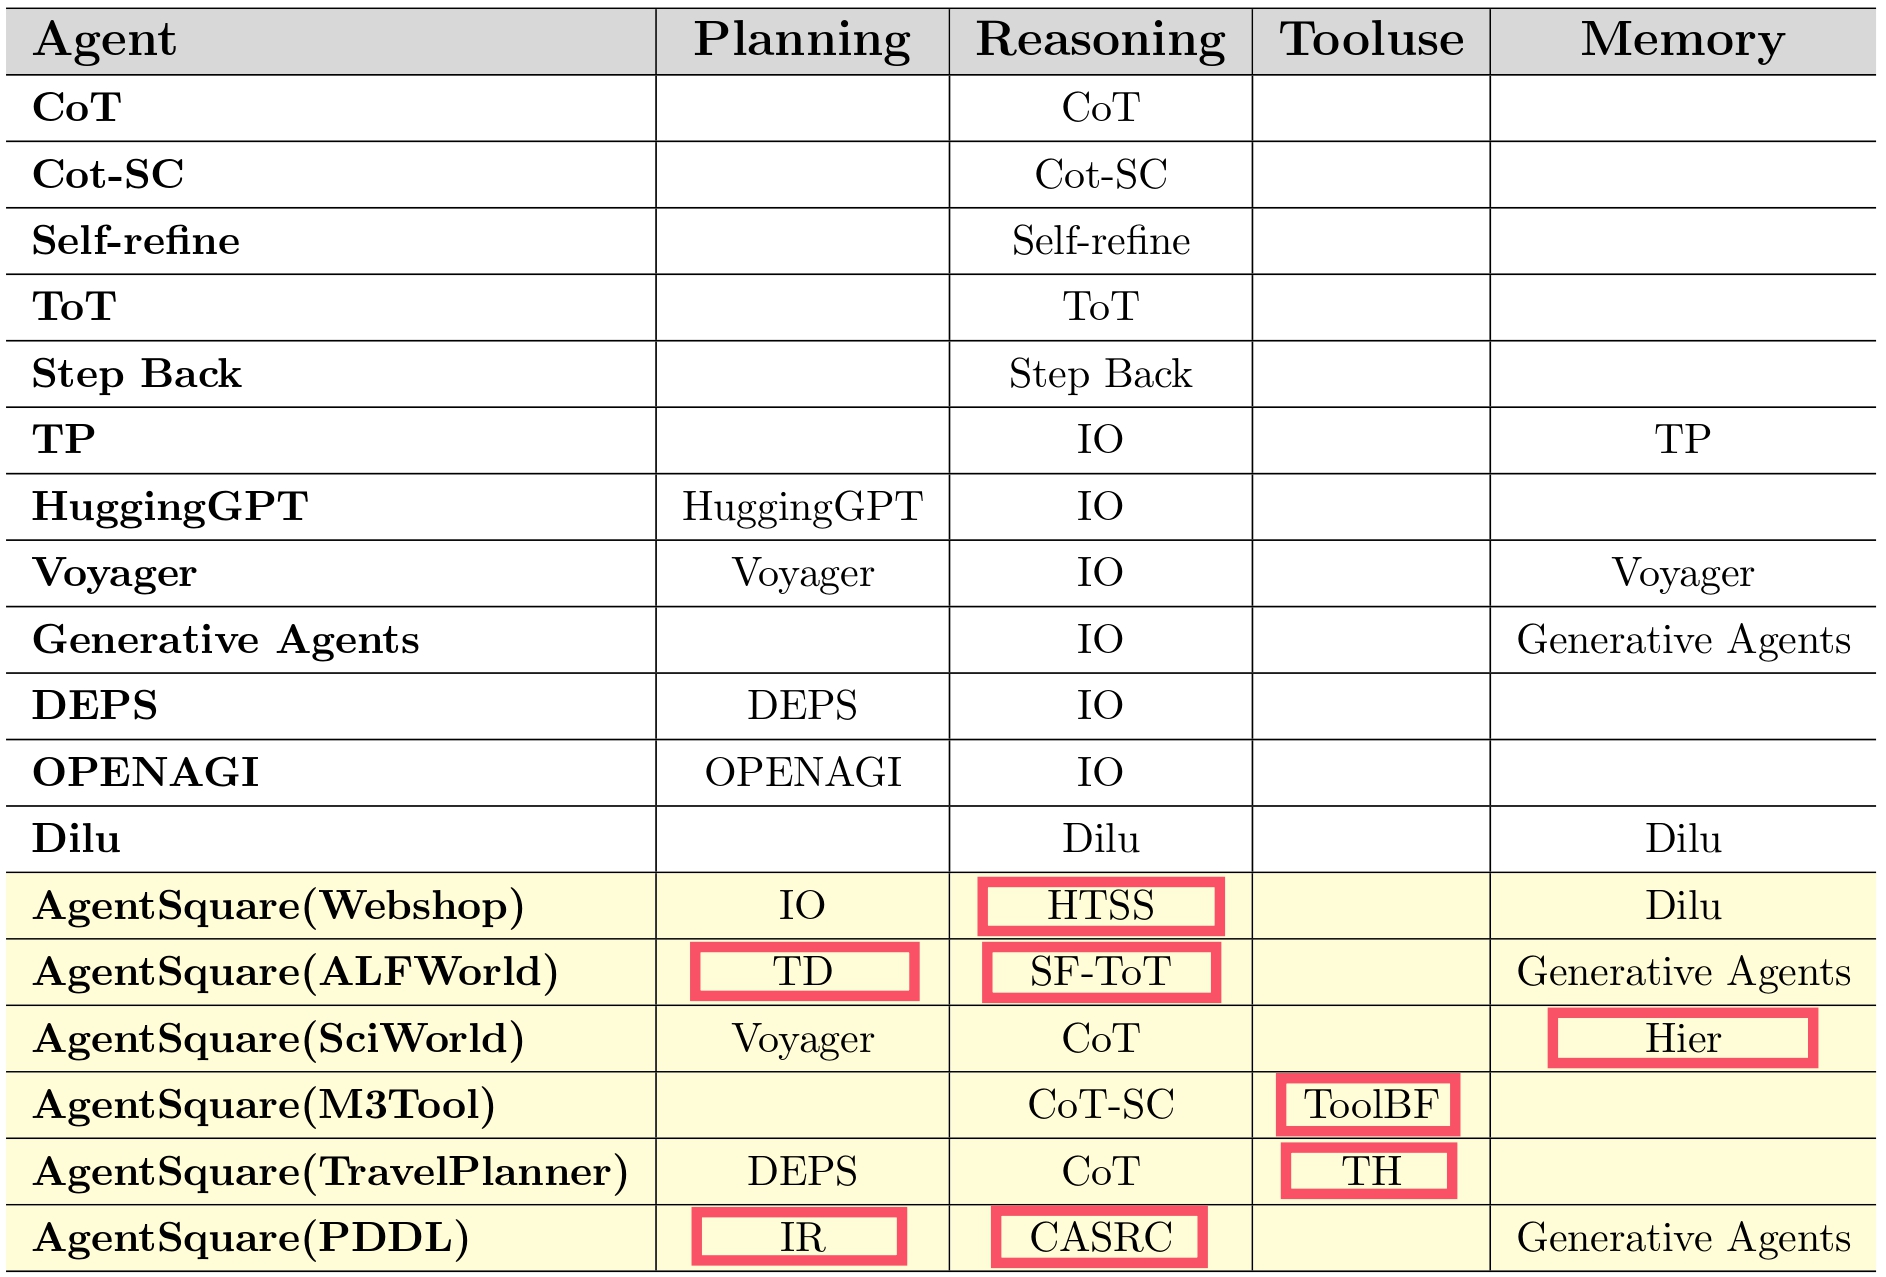 Agent Planning Reasoning Tooluse Memory
CoT CoT
Cot-SC Cot-SC
Self-refine Self-refine
ToT ToT
Step Back Step Back
TP IO TP
HuggingGPT HuggingGPT IO
Voyager Voyager IO Voyager
Generative Agents IO Generative Agents
DEPS DEPS IO
OPENAGI OPENAGI IO
Dilu Dilu Dilu
AgentSquare(Webshop) IO HTSS Dilu
AgentSquare(ALFWorld) TD SF-ToT Generative Agents
AgentSquare(SciWorld) Voyager CoT Hier
AgentSquare(M3Tool) CoT-SC ToolBF
AgentSquare(TravelPlanner) DEPS CoT TH
AgentSquare(PDDL) IR CASRC Generative Agents